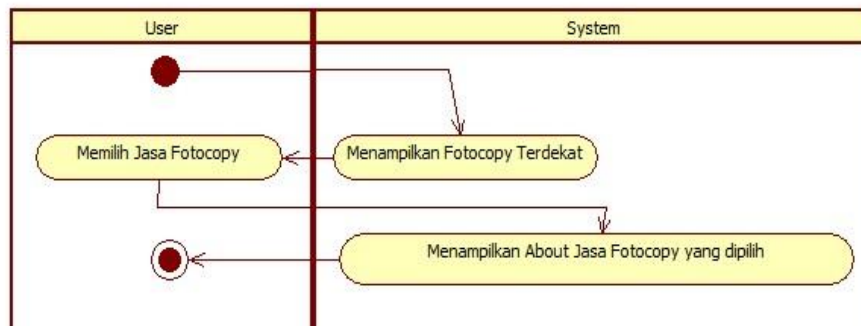 User
System
Memilih Jasa Fotocopy
Menampilkan Fotocopy Terdekat
Menampilkan About Jasa Fotocopy yang dipilih